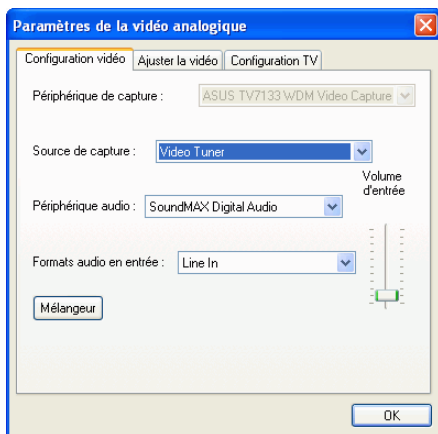 Paramètres de la vidéo analogique
Configuration vidéo Ajuster la vidéo Configuration TV
Périphérique de capture : ASUS TV7133 WDM Video Capture
Source de capture : Video Tuner
Volume
d'entrée
Périphérique audio : SoundMAX Digital Audio
Formats audio en entrée : Line In
Mélangeur
OK